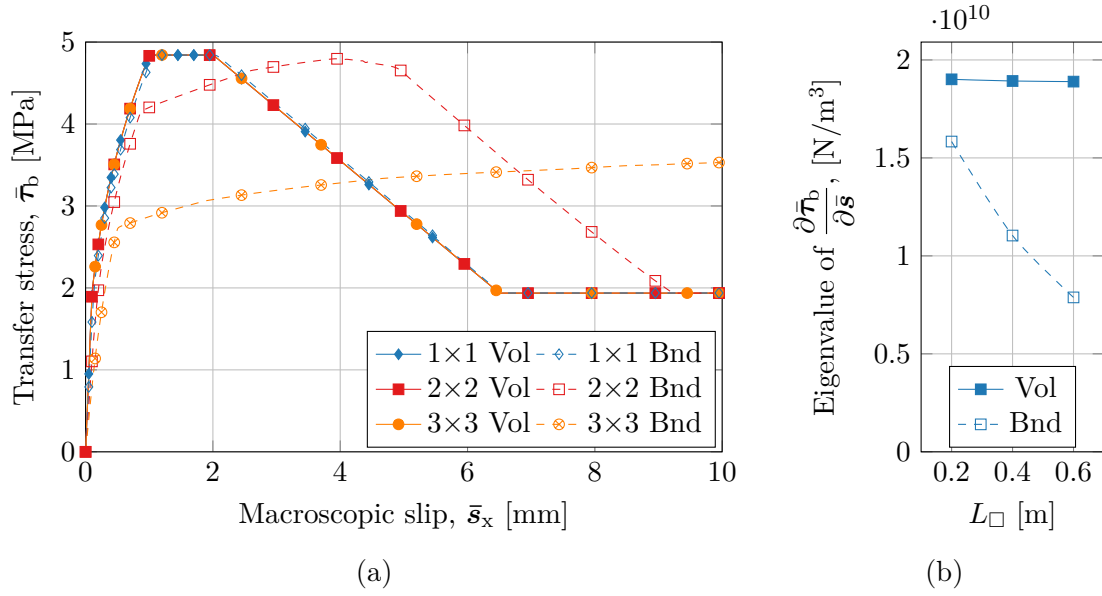 Transfer stress, τ̄_b [MPa]
5
4
3
2
1
0
0 2 4 6 8 10
Macroscopic slip, s̄_x [mm]
1×1 Vol 1×1 Bnd
2×2 Vol 2×2 Bnd
3×3 Vol 3×3 Bnd
(a)
·10^10
Eigenvalue of ∂τ̄_b/∂s̄, [N/m³]
2
1.5
1
0.5
0
0.2 0.4 0.6
L_□ [m]
Vol
Bnd
(b)